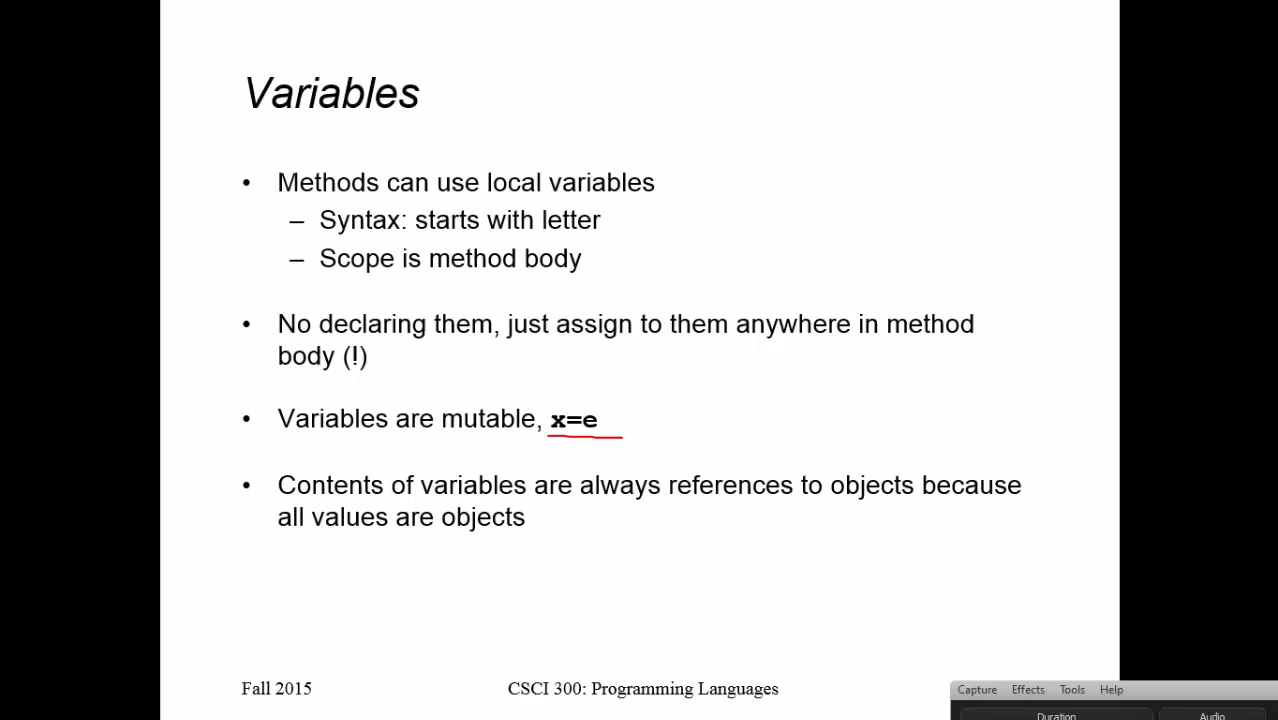 Variables
• Methods can use local variables
– Syntax: starts with letter
– Scope is method body
• No declaring them, just assign to them anywhere in method
body (!)
• Variables are mutable, x=e
• Contents of variables are always references to objects because
all values are objects
Fall 2015
CSCI 300: Programming Languages
Capture Effects Tools Help
Duration Audio